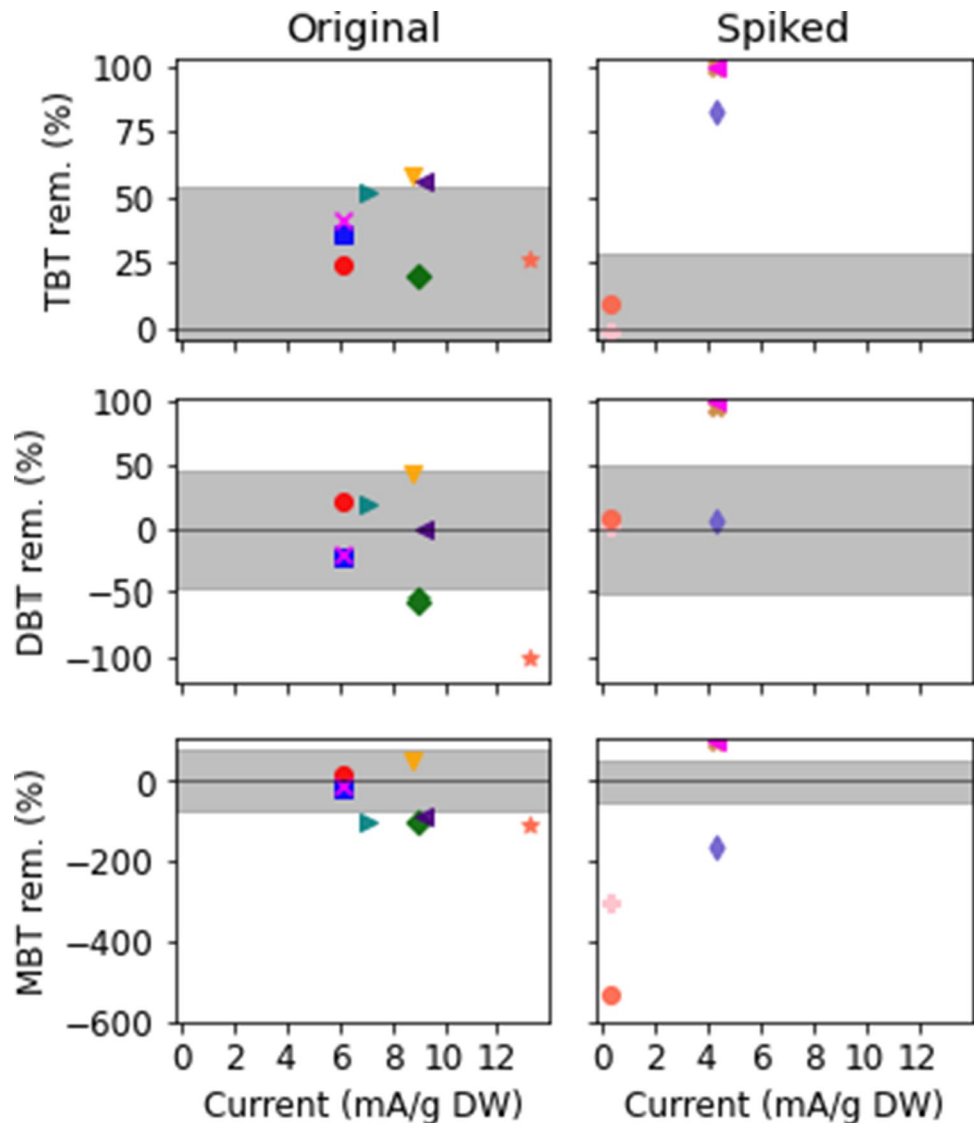 Original Spiked
TBT rem. (%)
100
75
50
25
0
DBT rem. (%)
100
50
0
−50
−100
MBT rem. (%)
0
−200
−400
−600
0 2 4 6 8 10 12 0 2 4 6 8 10 12
Current (mA/g DW) Current (mA/g DW)